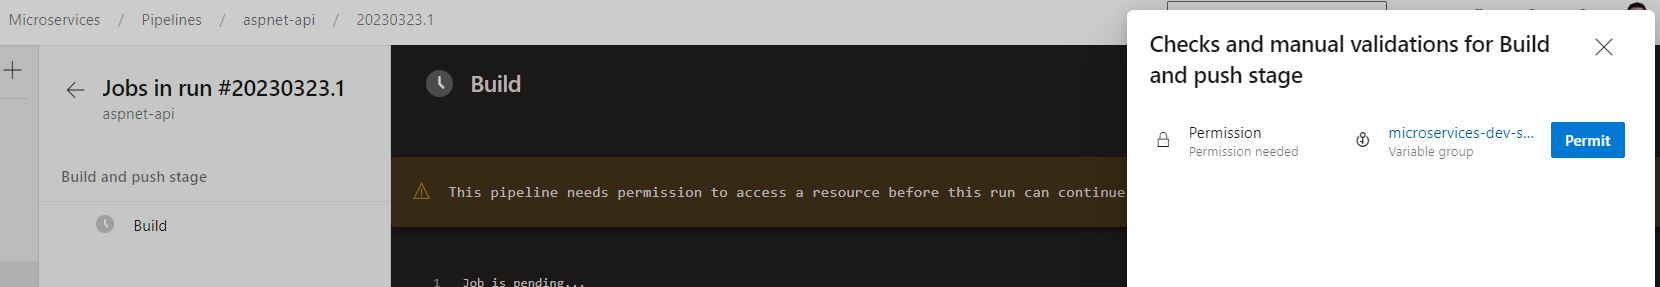 Microservices / Pipelines / aspnet-api / 20230323.1
Jobs in run #20230323.1
aspnet-api
Build and push stage
Build
Build
This pipeline needs permission to access a resource before this run can continue
1 Job is pending...
Checks and manual validations for Build
and push stage
Permission
Permission needed
microservices-dev-s...
Variable group
Permit